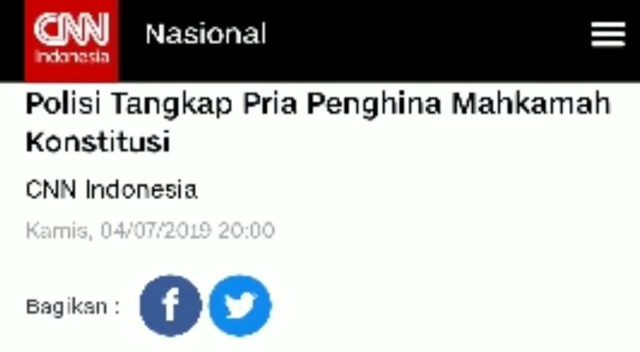 CNN Indonesia
Nasional
Polisi Tangkap Pria Penghina Mahkamah
Konstitusi
CNN Indonesia
Kamis, 04/07/2019 20:00
Bagikan :